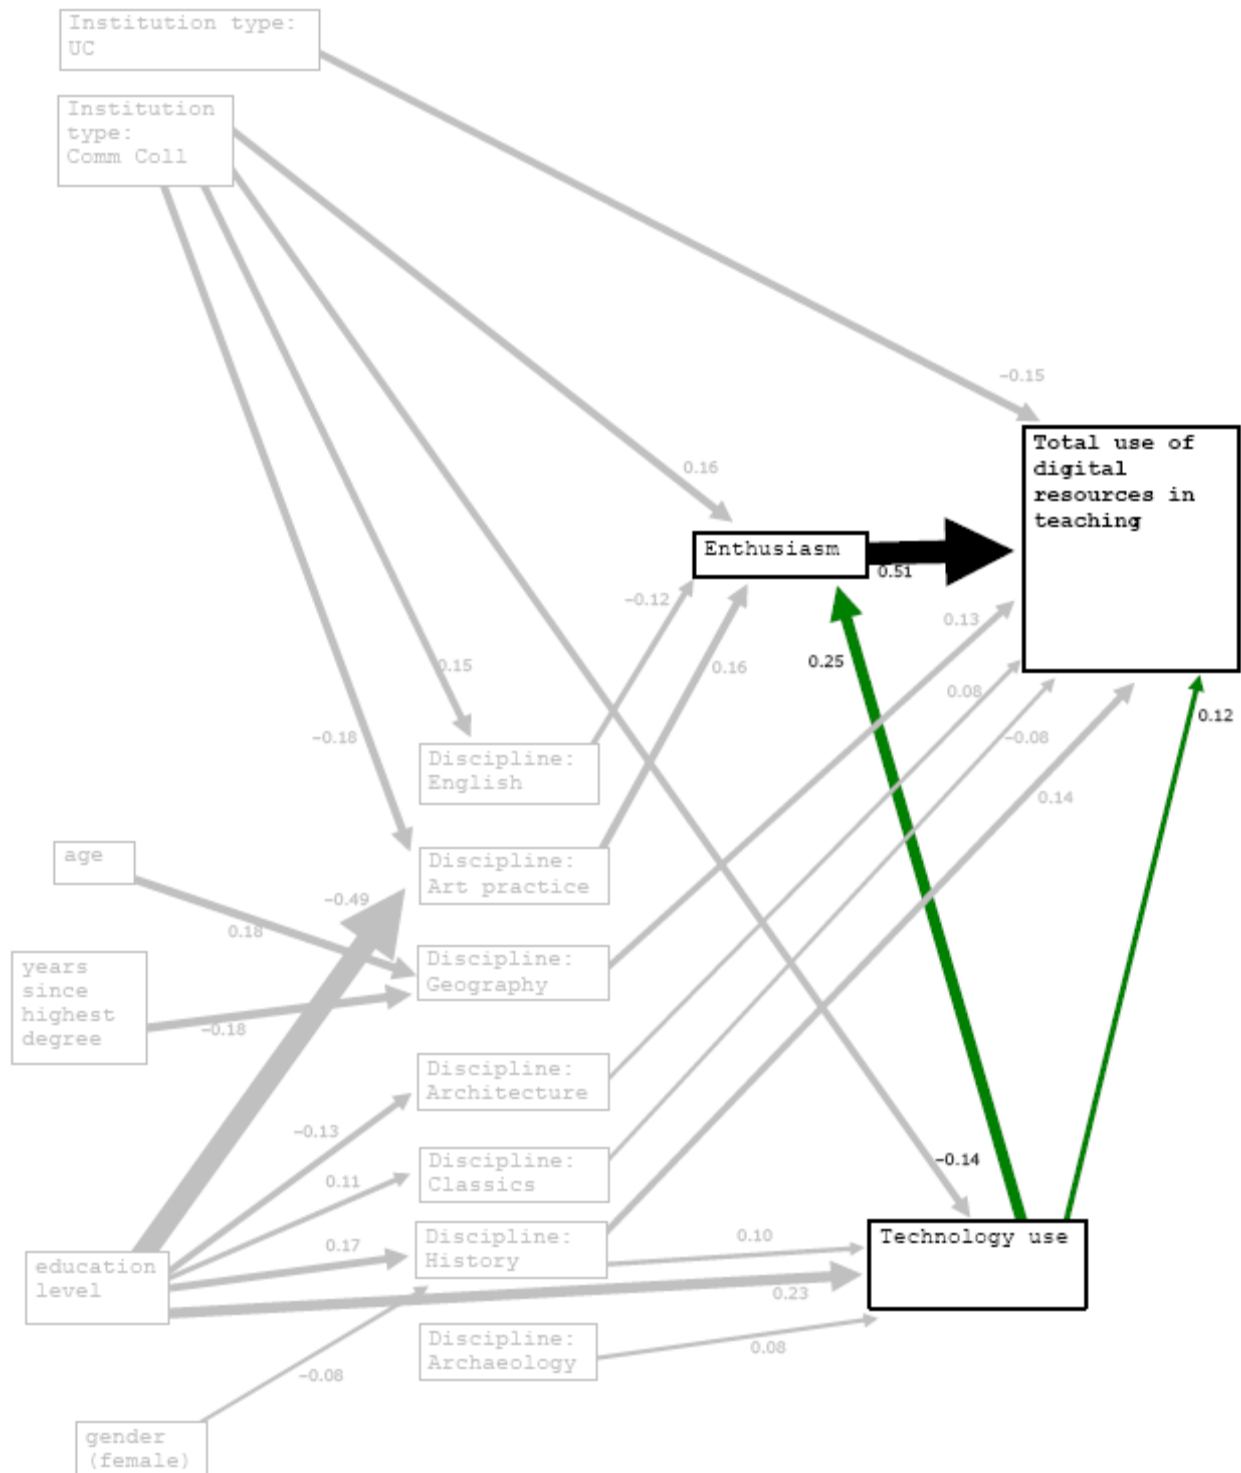 Institution type:
UC
Institution
type:
Comm Coll
-0.15
Total use of
digital
resources in
teaching
0.16
Enthusiasm
0.51
-0.12
0.13
0.25
0.16
0.15
0.08
0.12
-0.18
-0.08
Discipline:
English
0.14
age
Discipline:
Art practice
-0.49
0.18
years
since
highest
degree
Discipline:
Geography
-0.18
Discipline:
Architecture
-0.13
-0.14
Discipline:
Classics
0.11
Discipline:
History
0.10
Technology use
0.17
education
level
0.23
Discipline:
Archaeology
0.08
-0.08
gender
(female)